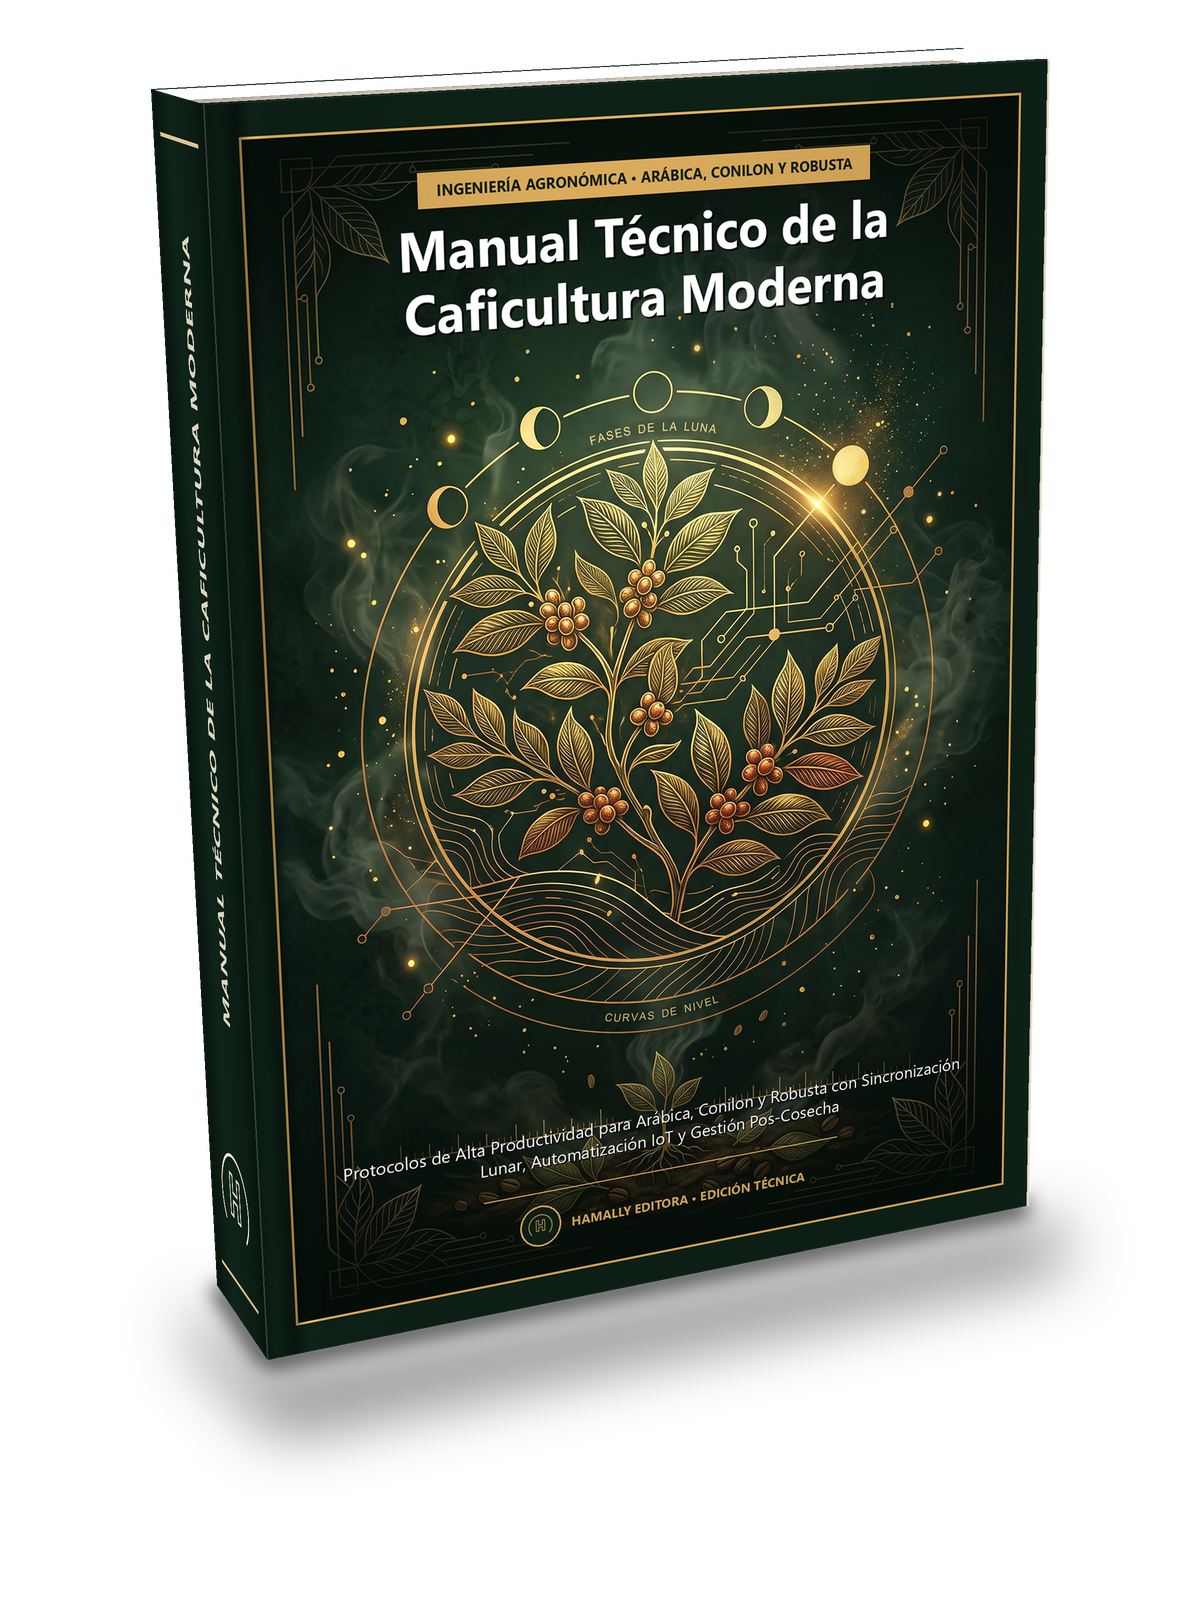 INGENIERÍA AGRONÓMICA • ARÁBICA, CONILON Y ROBUSTA
Manual Técnico de la
Caficultura Moderna
FASES DE LA LUNA
CURVAS DE NIVEL
Protocolos de Alta Productividad para Arábica, Conilon y Robusta con Sincronización
Lunar, Automatización IoT y Gestión Pos-Cosecha
H
HAMALLY EDITORA • EDICIÓN TÉCNICA
MANUAL TÉCNICO DE LA CAFICULTURA MODERNA